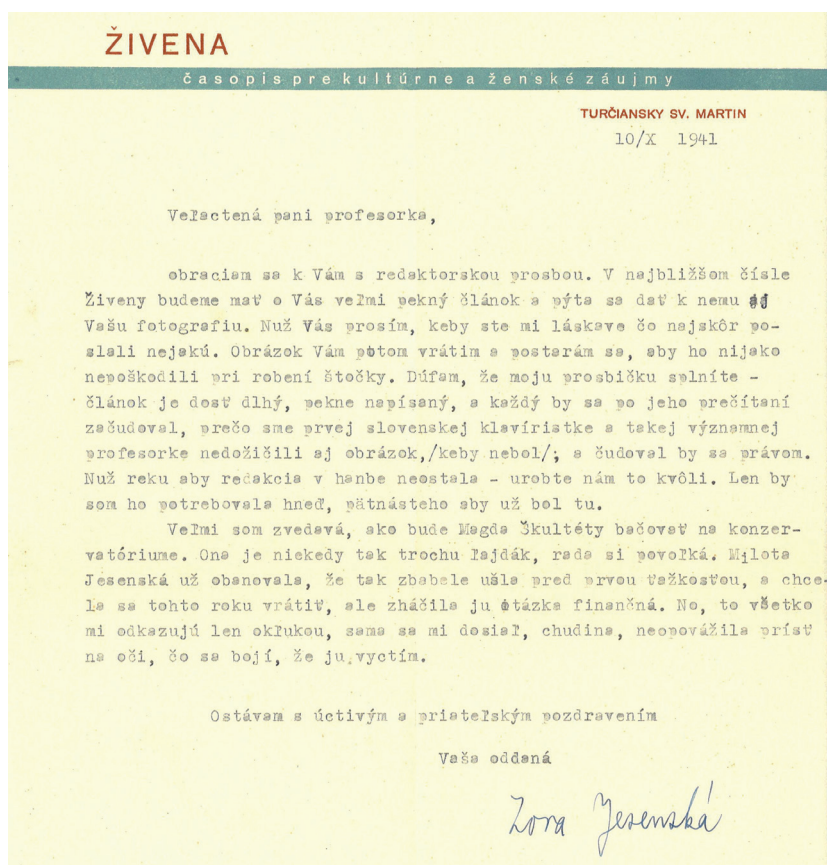 ŽIVENA
časopis pre kultúrne a ženské záujmy
TURČIANSKY SV. MARTIN
10/X 1941
Veľactená pani profesorka,
obraciam sa k Vám s redaktorskou prosbou. V najbližšom čísle
Živeny budeme mať o Vás veľmi pekný článok a pýta sa dať k nemu aj
Vašu fotografiu. Nuž Vás prosím, keby ste mi láskave čo najskôr po-
slali nejakú. Obrázok Vám potom vrátim a postarám sa, aby ho nijako
nepoškodili pri robení štočky. Dúfam, že moju prosbičku splníte -
článok je dosť dlhý, pekne napísaný, a každý by sa po jeho prečítaní
začudoval, prečo sme prvej slovenskej klavíristke a takej významnej
profesorke nedožičili aj obrázok,/keby nebol/; a čudoval by sa právom.
Nuž reku aby redakcia v hanbe neostala - urobte nám to kvôli. Len by
som ho potrebovala hneď, pätnásteho aby už bol tu.
Veľmi som zvedavá, ako bude Magda Škultéty bačovať na konzer-
vatóriume. Ona je niekedy tak trochu ľajdák, rada si povoľká. Milota
Jesenská už obanovala, že tak zbabele ušla pred prvou ťažkosťou, a chce-
la sa tohto roku vrátiť, ale zháčila ju otázka finančná. No, to všetko
mi odkazujú len okľukou, sama sa mi dosiaľ, chudina, neopovážila prísť
na oči, čo sa bojí, že ju vyctím.
Ostávam s úctivým a priateľským pozdravením
Vaša oddaná
Zora Jesenská